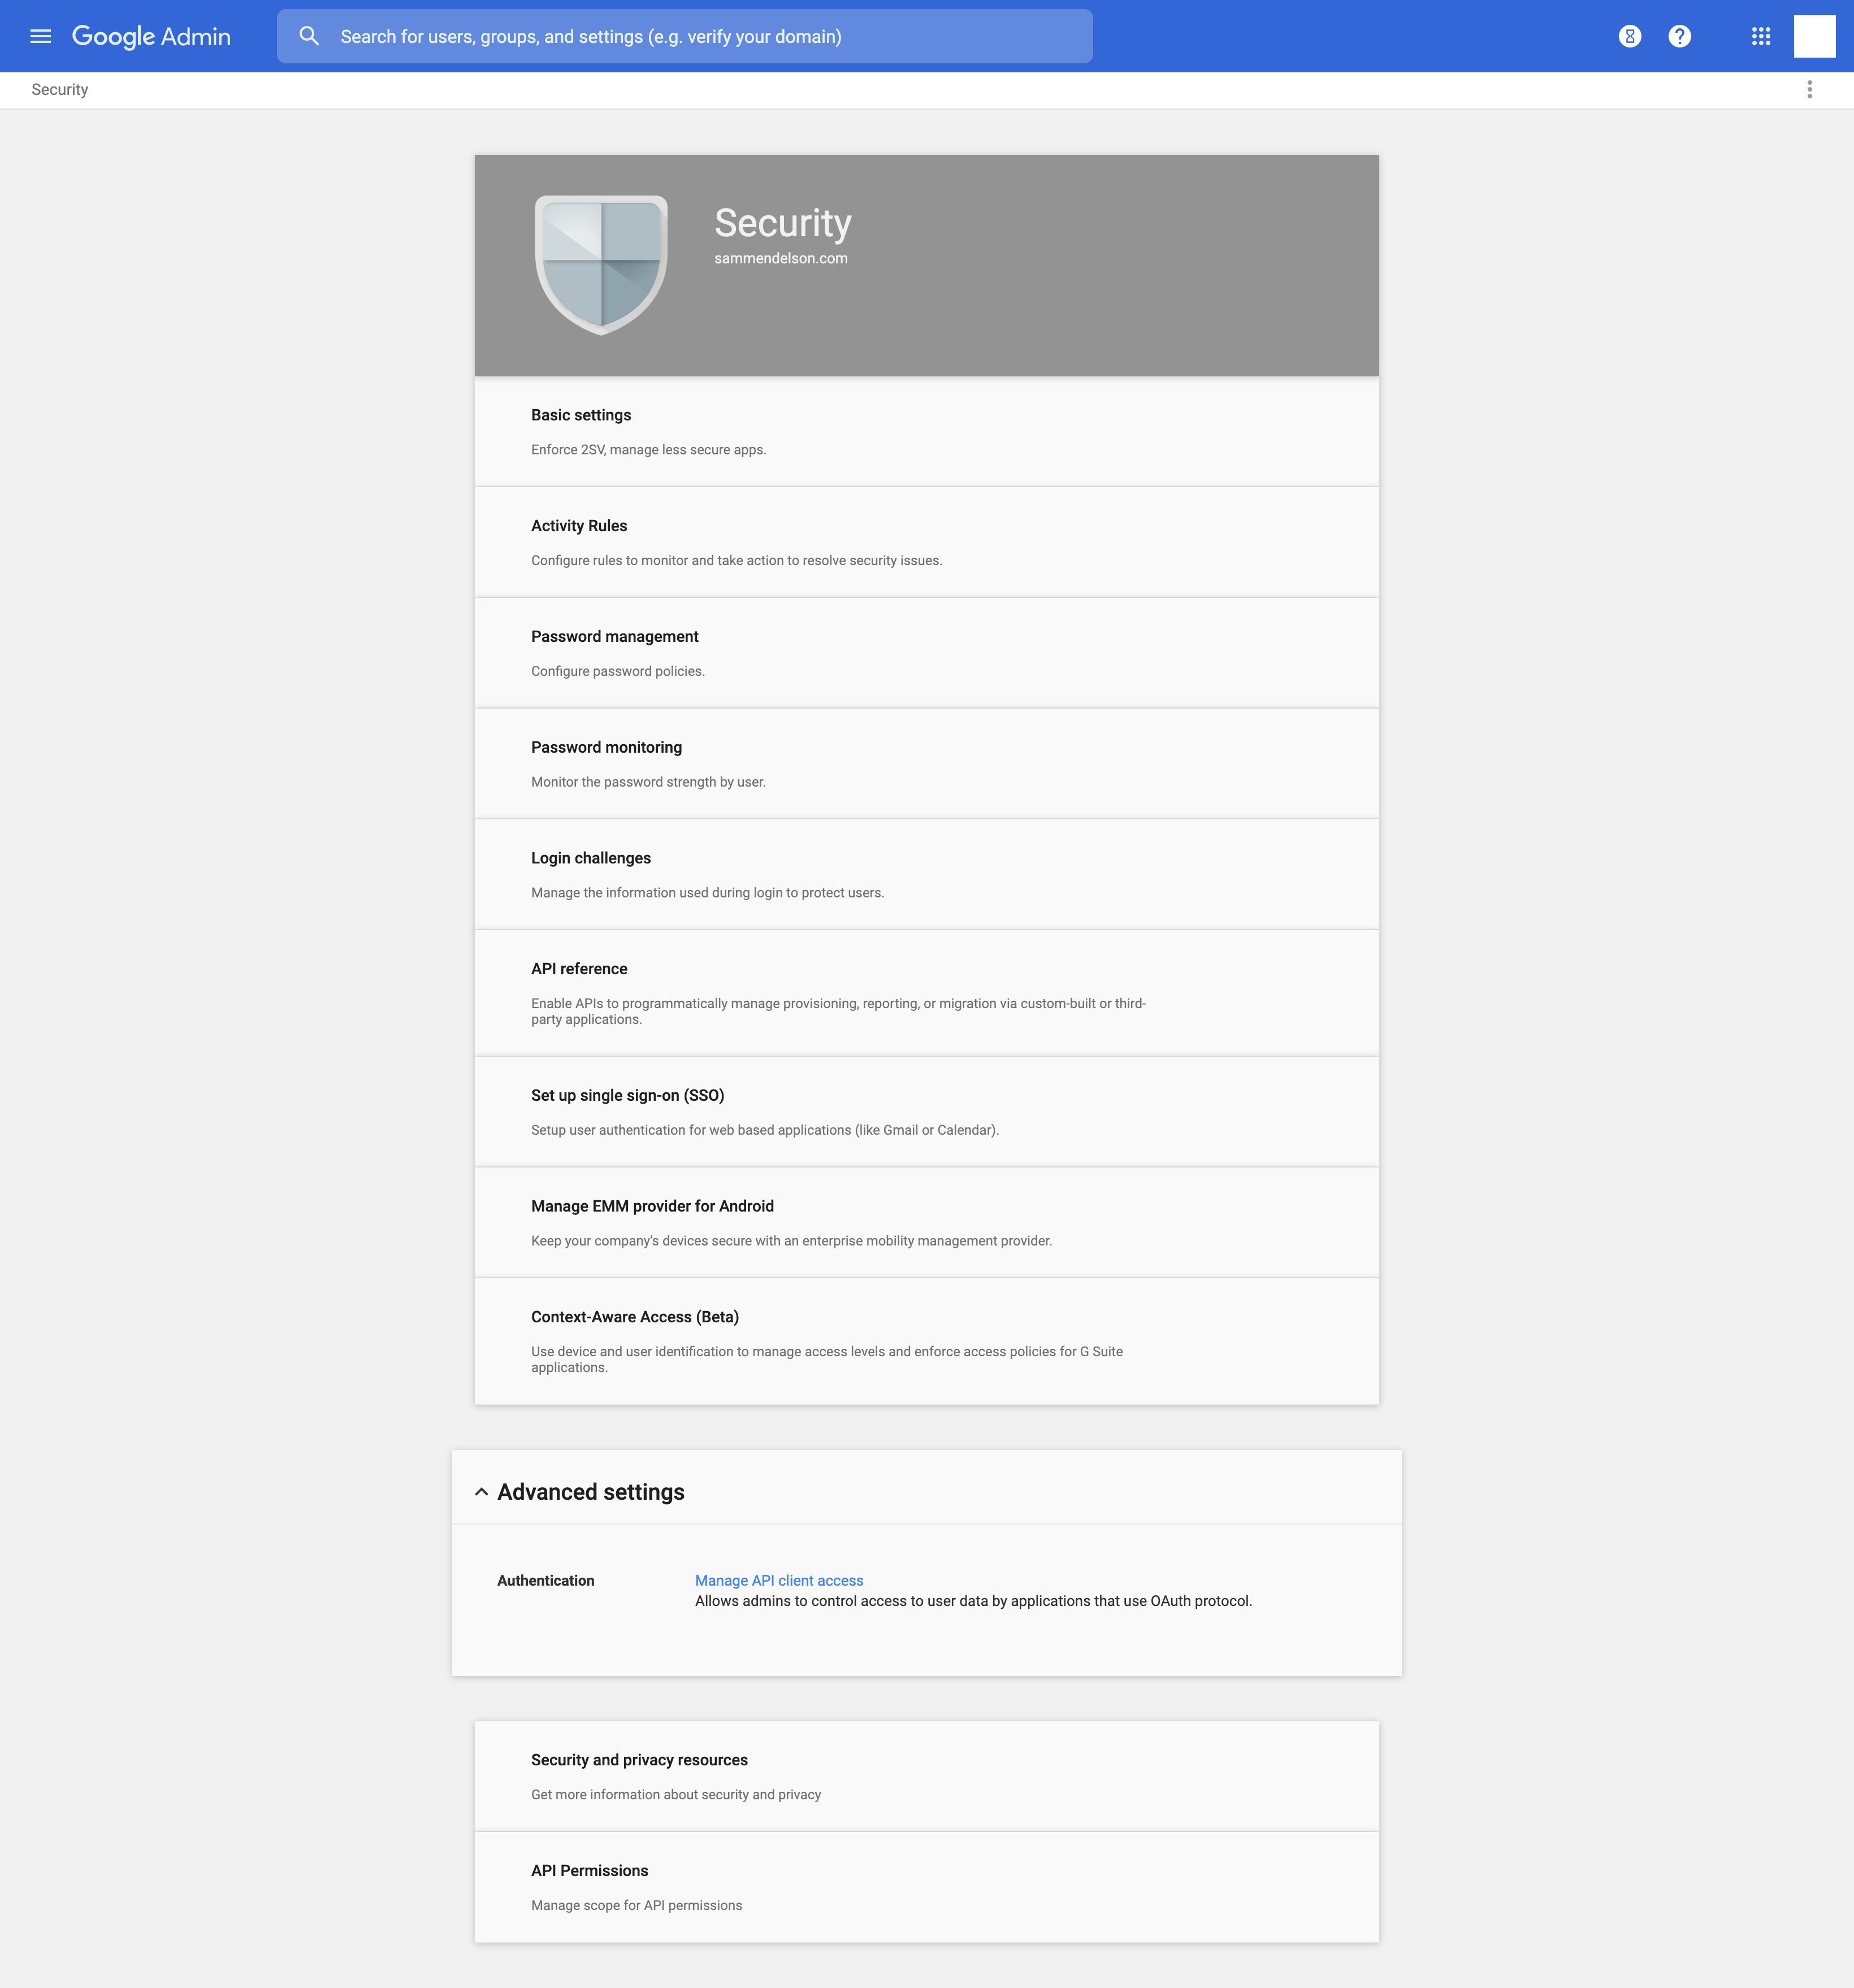 Google Admin
Search for users, groups, and settings (e.g. verify your domain)
Security
Security
sammendelson.com
Basic settings
Enforce 2SV, manage less secure apps.
Activity Rules
Configure rules to monitor and take action to resolve security issues.
Password management
Configure password policies.
Password monitoring
Monitor the password strength by user.
Login challenges
Manage the information used during login to protect users.
API reference
Enable APIs to programmatically manage provisioning, reporting, or migration via custom-built or third-
party applications.
Set up single sign-on (SSO)
Setup user authentication for web based applications (like Gmail or Calendar).
Manage EMM provider for Android
Keep your company's devices secure with an enterprise mobility management provider.
Context-Aware Access (Beta)
Use device and user identification to manage access levels and enforce access policies for G Suite
applications.
Advanced settings
Authentication
Manage API client access
Allows admins to control access to user data by applications that use OAuth protocol.
Security and privacy resources
Get more information about security and privacy
API Permissions
Manage scope for API permissions